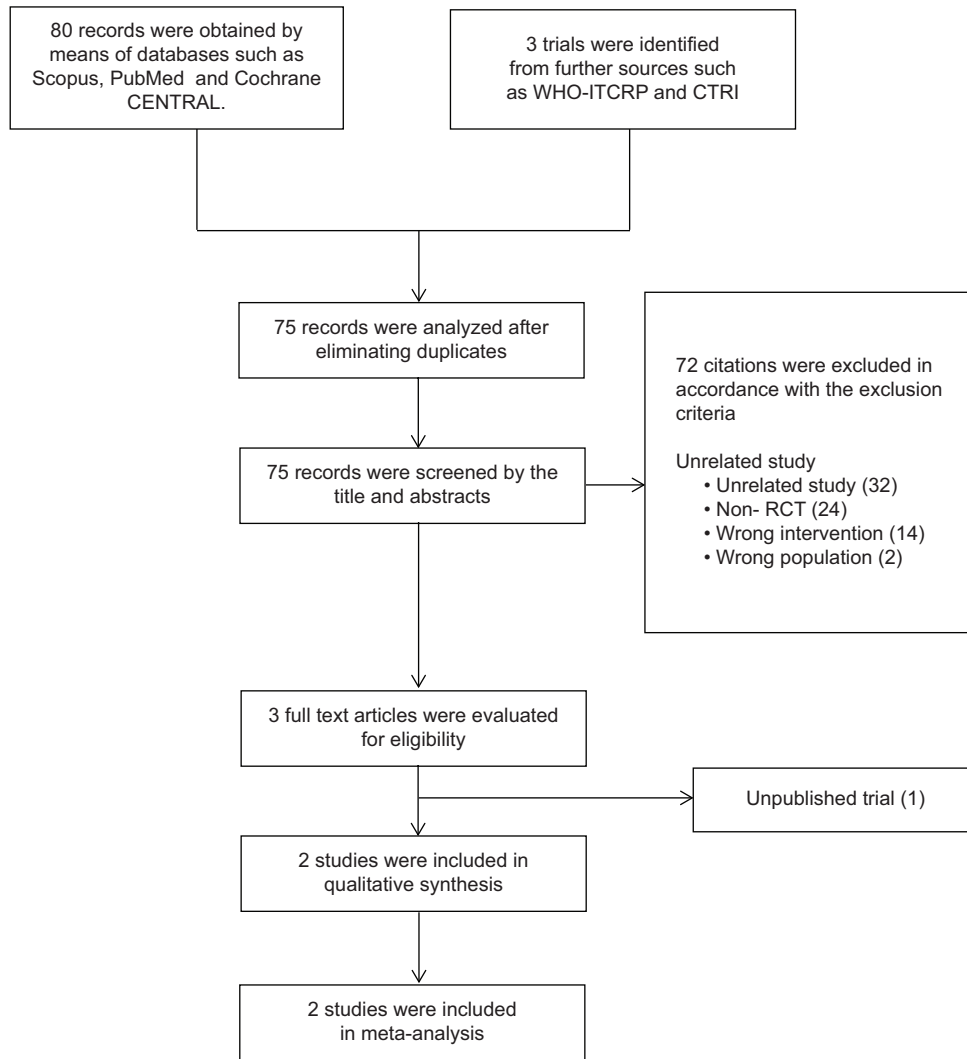 80 records were obtained by
means of databases such as
Scopus, PubMed and Cochrane
CENTRAL.
3 trials were identified
from further sources such
as WHO-ITCRP and CTRI
75 records were analyzed after
eliminating duplicates
72 citations were excluded in
accordance with the exclusion
criteria
Unrelated study
• Unrelated study (32)
• Non- RCT (24)
• Wrong intervention (14)
• Wrong population (2)
75 records were screened by the
title and abstracts
3 full text articles were evaluated
for eligibility
Unpublished trial (1)
2 studies were included in
qualitative synthesis
2 studies were included
in meta-analysis